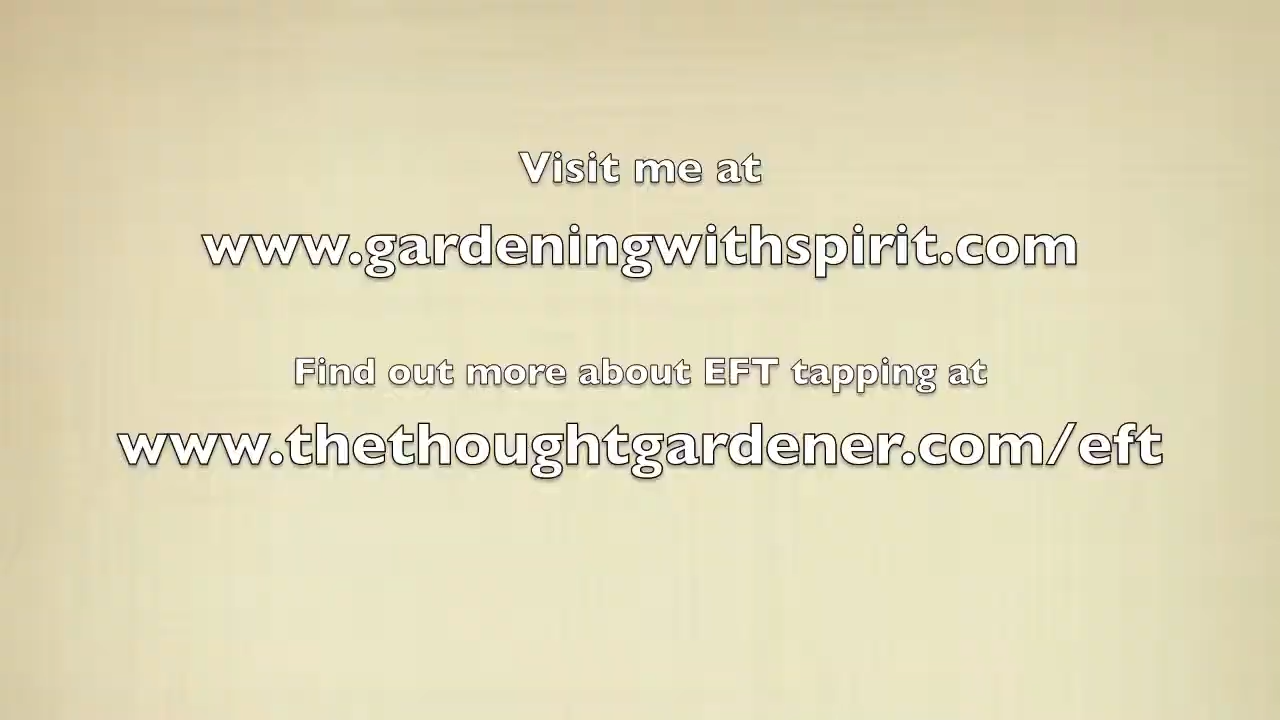 Visit me at
www.gardeningwithspirit.com
Find out more about EFT tapping at
www.thethoughtgardener.com/eft